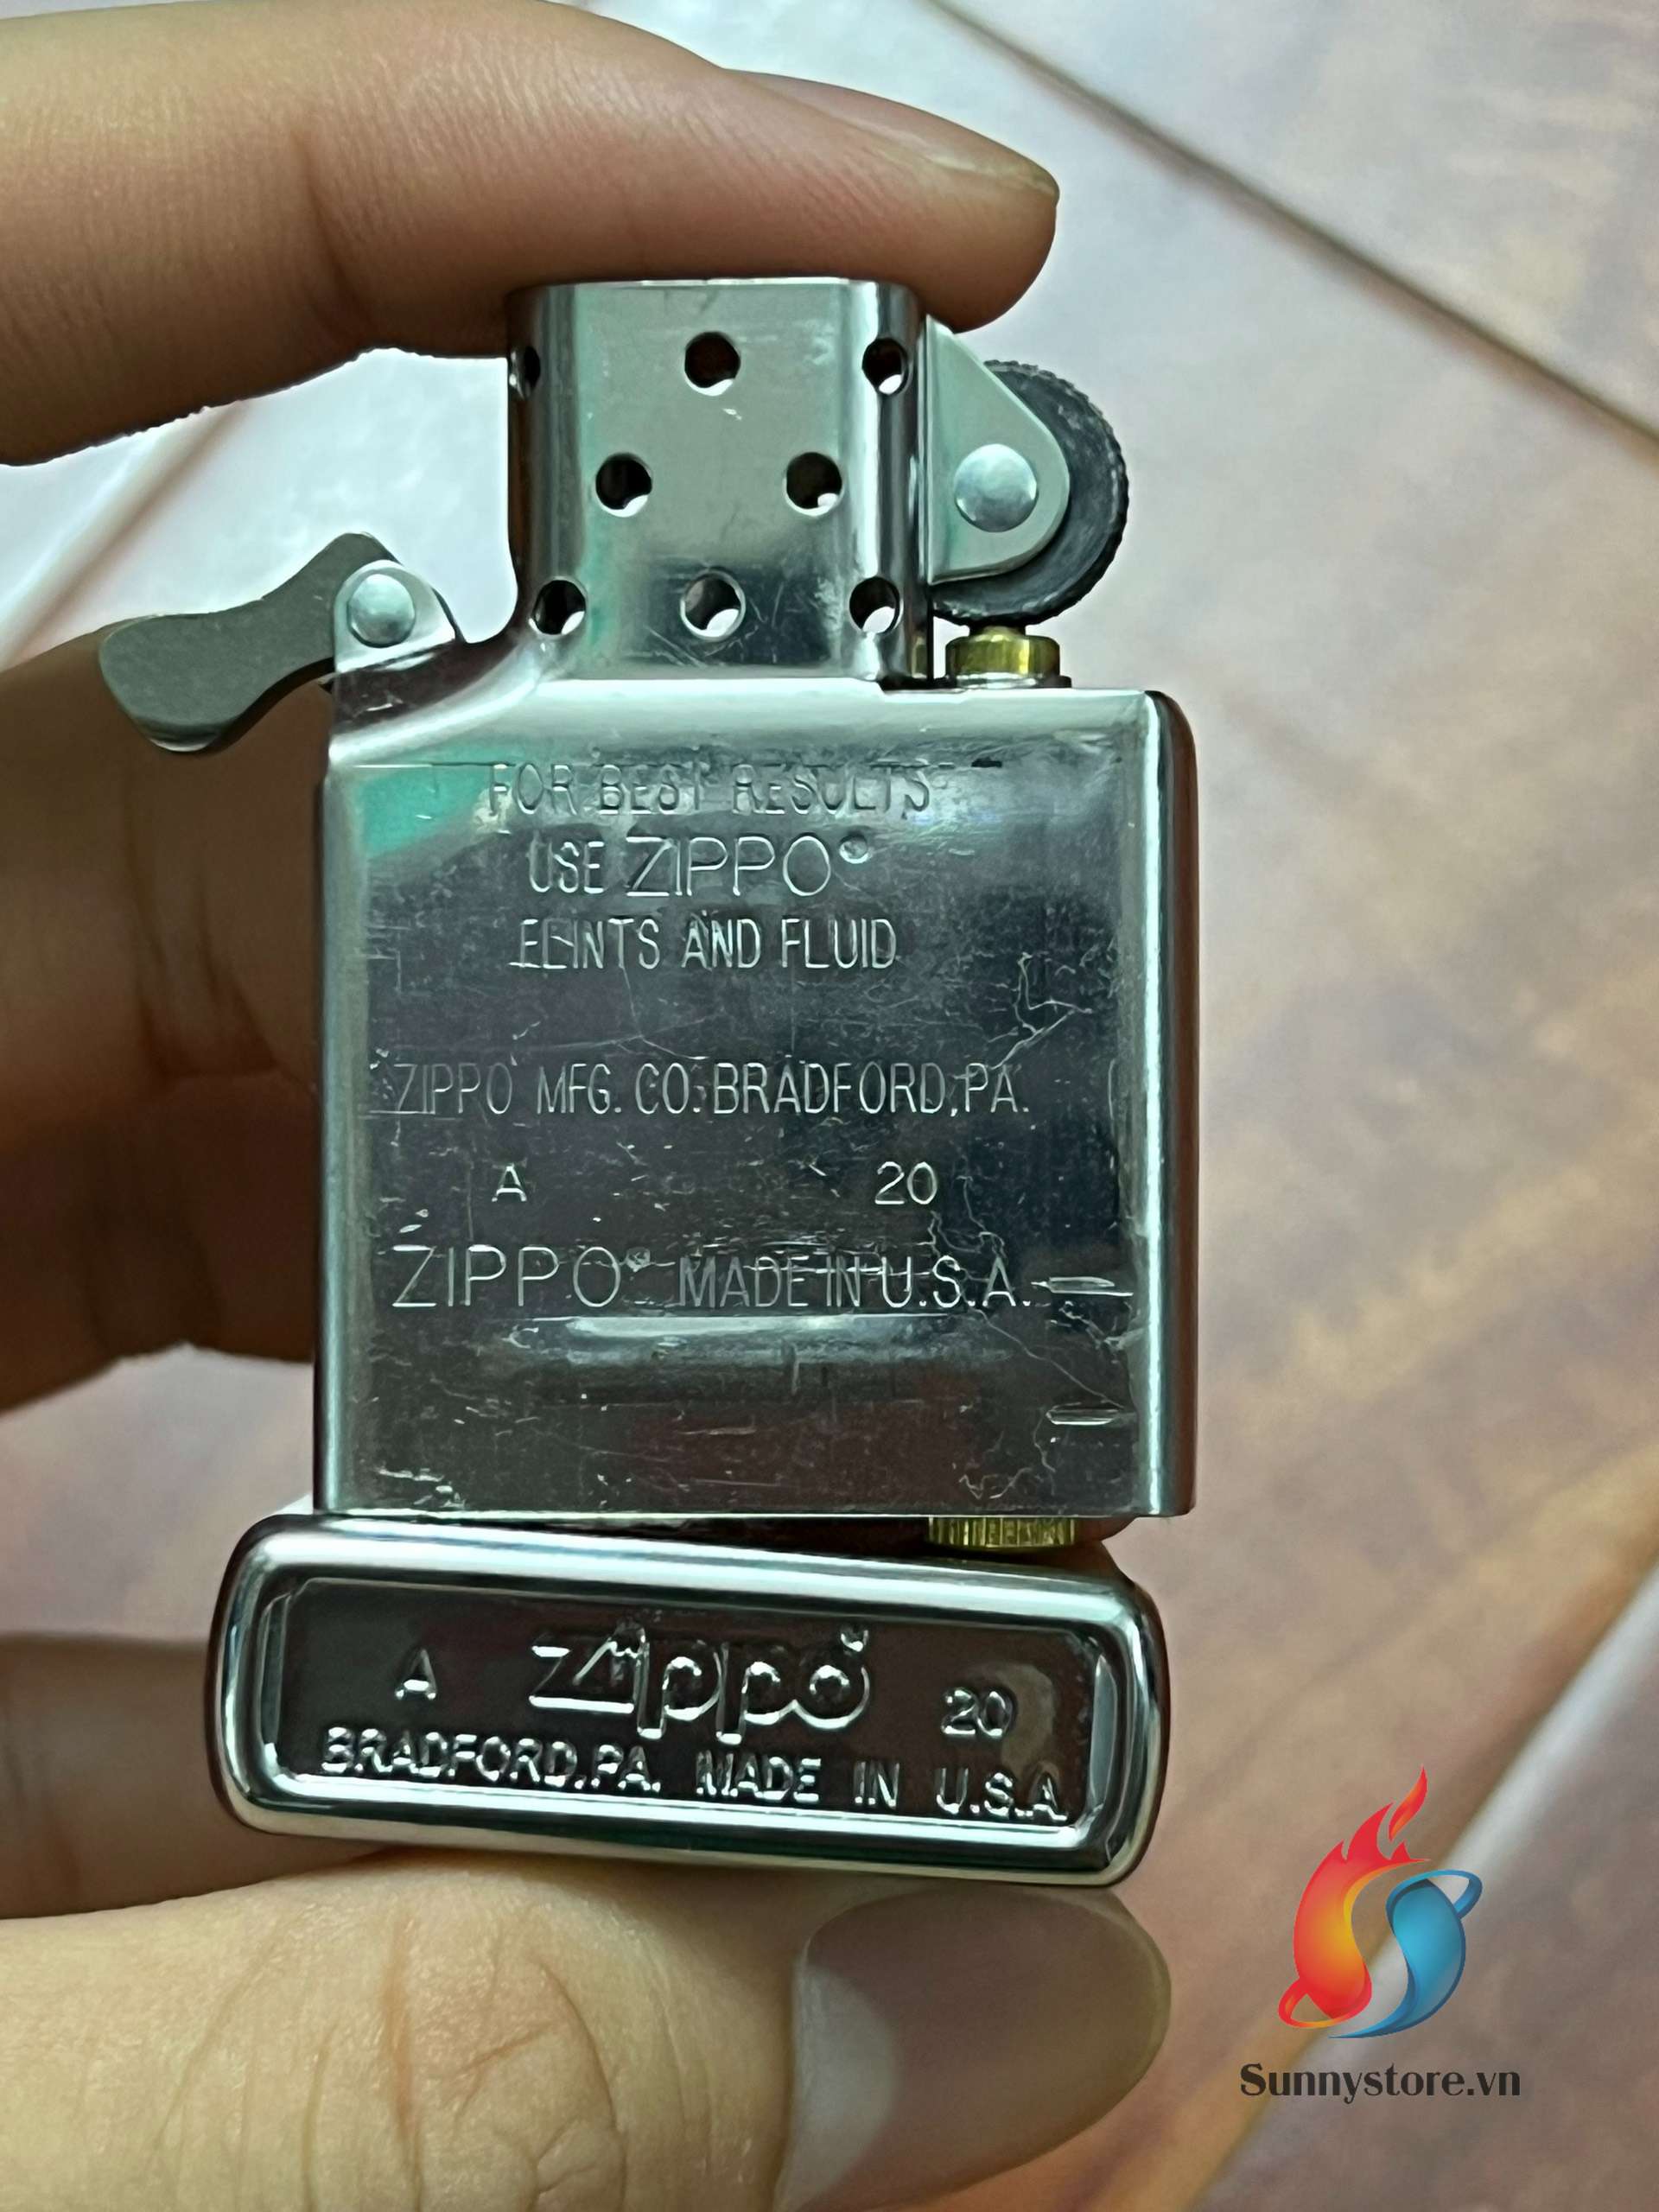 FOR BEST RESULTS
USE ZIPPO®
FLINTS AND FLUID
ZIPPO MFG. CO. BRADFORD, PA.
A 20
ZIPPO® MADE IN U.S.A.
A Zippo® 20
BRADFORD, PA. MADE IN U.S.A
Sunnystore.vn